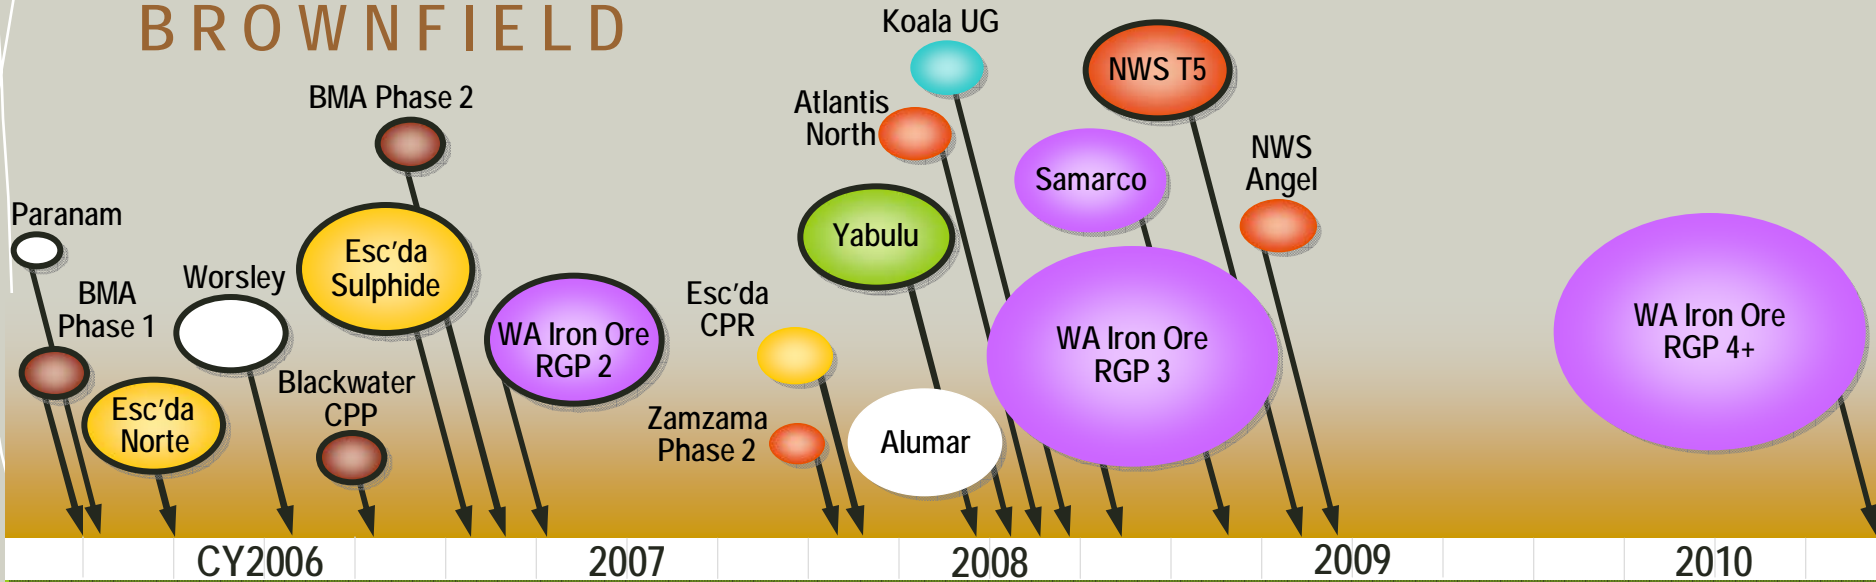 BROWNFIELD
Koala UG
NWS T5
BMA Phase 2
Atlantis
North
NWS
Angel
Samarco
Paranam
Yabulu
Esc'da
Sulphide
Worsley
BMA
Phase 1
Esc'da
CPR
WA Iron Ore
RGP 2
WA Iron Ore
RGP 3
WA Iron Ore
RGP 4+
Blackwater
CPP
Esc'da
Norte
Zamzama
Phase 2
Alumar
CY2006
2007
2008
2009
2010